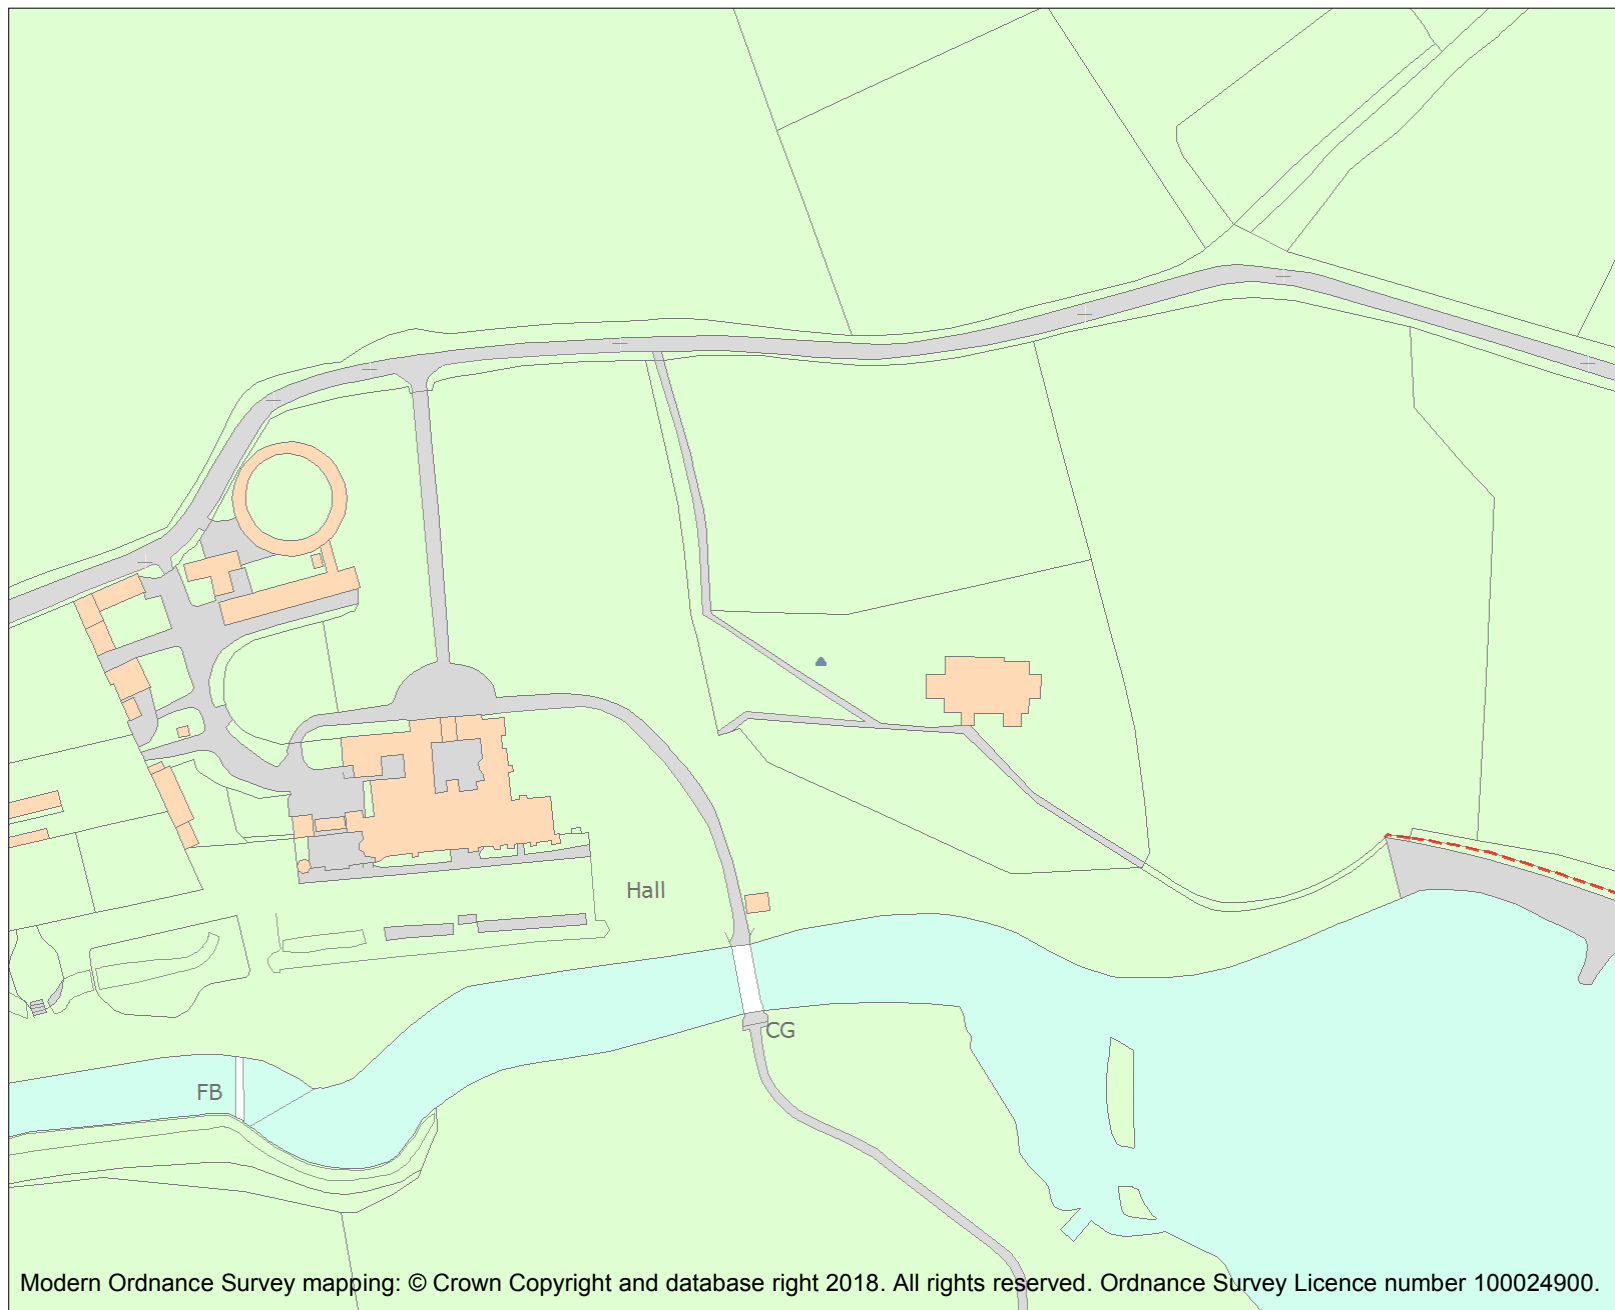 Hall
CG
FB
Modern Ordnance Survey mapping: © Crown Copyright and database right 2018. All rights reserved. Ordnance Survey Licence number 100024900.